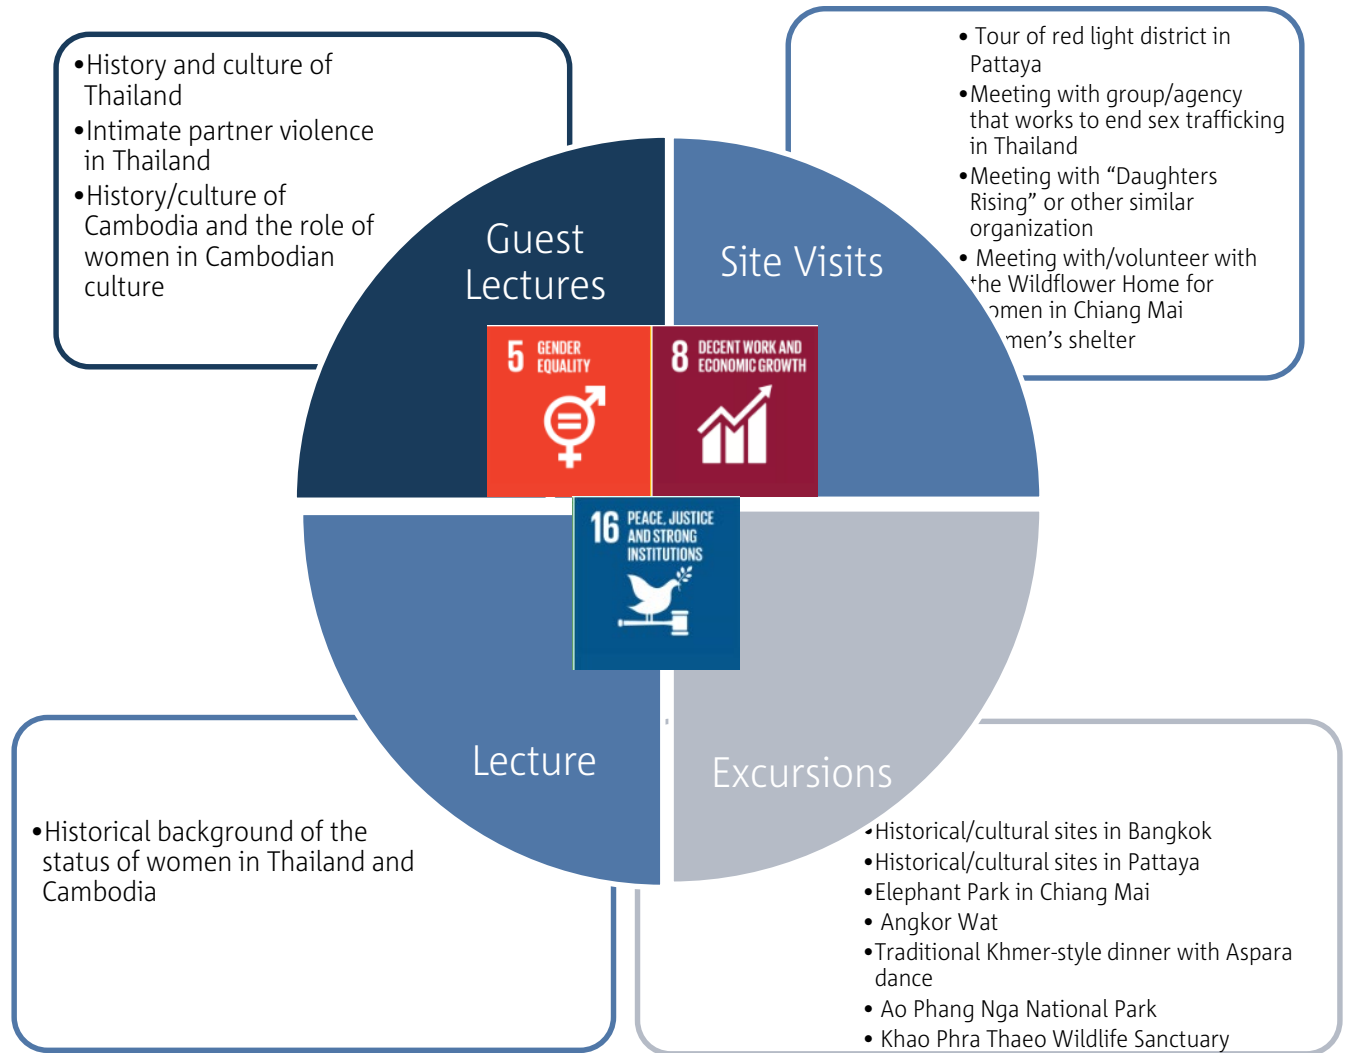 •History and culture of
Thailand
•Intimate partner violence
in Thailand
•History/culture of
Cambodia and the role of
women in Cambodian
culture
• Tour of red light district in
Pattaya
•Meeting with group/agency
that works to end sex trafficking
in Thailand
•Meeting with “Daughters
Rising” or other similar
organization
• Meeting with/volunteer with
the Wildflower Home for
women in Chiang Mai
men’s shelter
Guest
Lectures
Site Visits
5 GENDER
EQUALITY
8 DECENT WORK AND
ECONOMIC GROWTH
16 PEACE, JUSTICE
AND STRONG
INSTITUTIONS
Lecture
Excursions
•Historical background of the
status of women in Thailand and
Cambodia
•Historical/cultural sites in Bangkok
•Historical/cultural sites in Pattaya
•Elephant Park in Chiang Mai
• Angkor Wat
•Traditional Khmer-style dinner with Aspara
dance
• Ao Phang Nga National Park
• Khao Phra Thaeo Wildlife Sanctuary